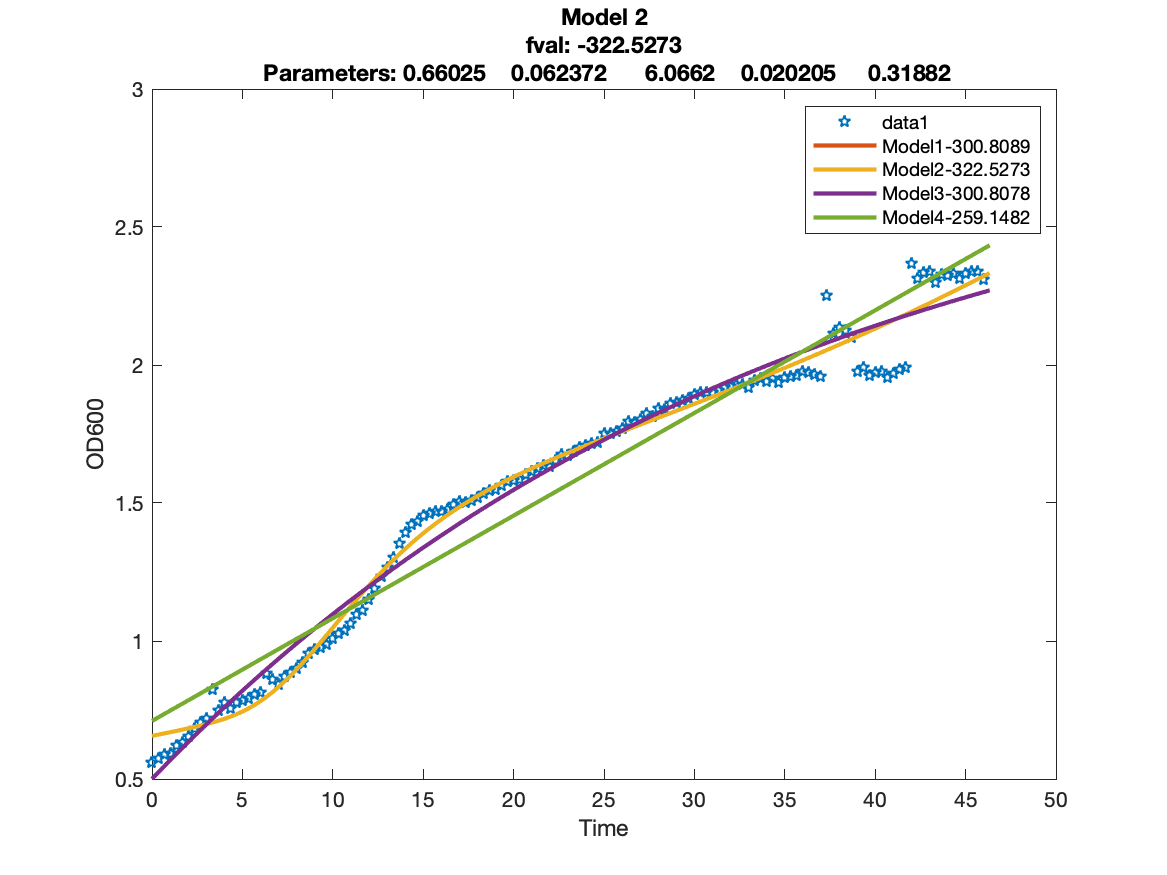 Model 2
fval: -322.5273
Parameters: 0.66025 0.062372 6.0662 0.020205 0.31882
3
2.5
2
1.5
1
0.5
OD600
data1
Model1-300.8089
Model2-322.5273
Model3-300.8078
Model4-259.1482
0 5 10 15 20 25 30 35 40 45 50
Time